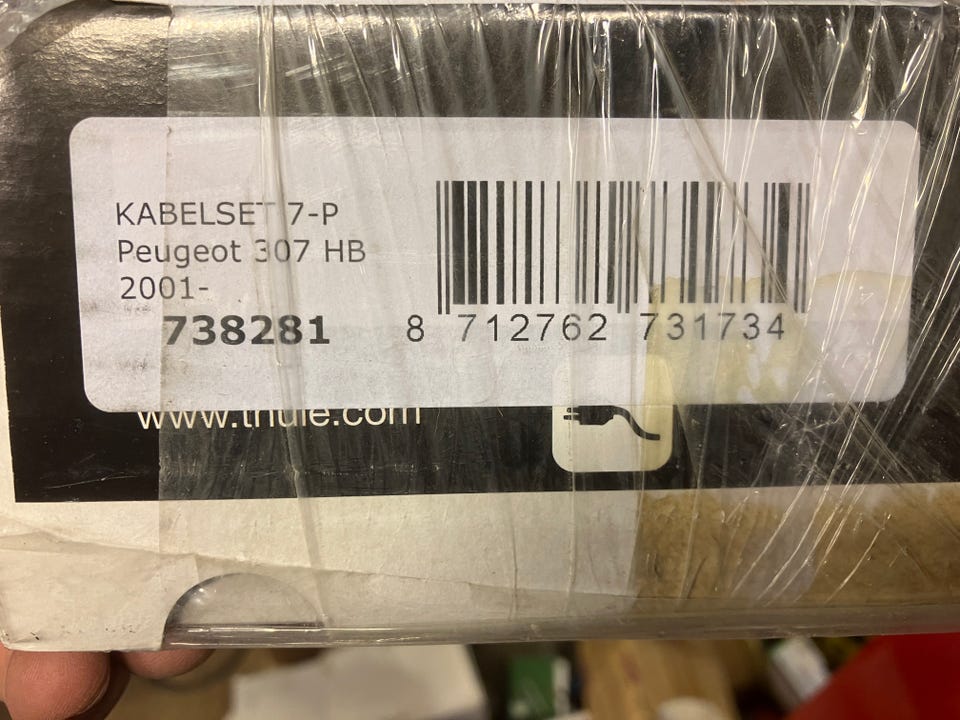 KABELSET 7-P
Peugeot 307 HB
2001-
738281
8 712762 731734
www.thule.com